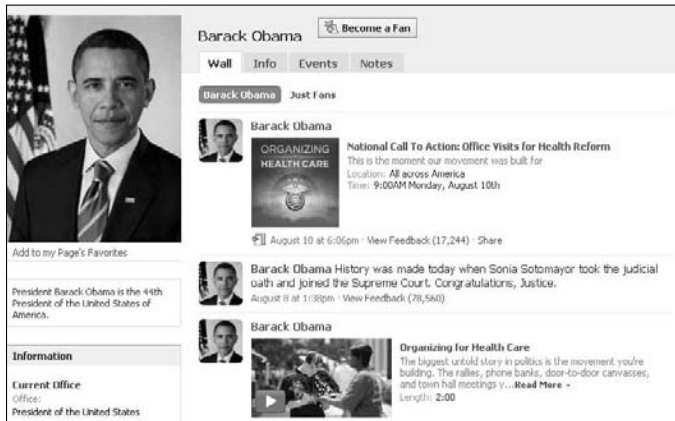 Barack Obama
Become a Fan
Wall Info Events Notes
Barack Obama Just Fans
Barack Obama
ORGANIZING
for
HEALTH CARE
National Call To Action: Office Visits for Health Reform
This is the moment our movement was built for
Location: All across America
Time: 9:00AM Monday, August 10th
August 10 at 6:06pm · View Feedback (17,244) · Share
Add to my Page's Favorites
Barack Obama History was made today when Sonia Sotomayor took the judicial
oath and joined the Supreme Court. Congratulations, Justice.
August 8 at 1:38pm · View Feedback (78,560)
President Barack Obama is the 44th
President of the United States of
America.
Barack Obama
Organizing for Health Care
The biggest untold story in politics is the movement you're
building. The rallies, phone banks, door-to-door canvasses,
and town hall meetings y...Read More
Length: 2:00
Information
Current Office
Office:
President of the United States